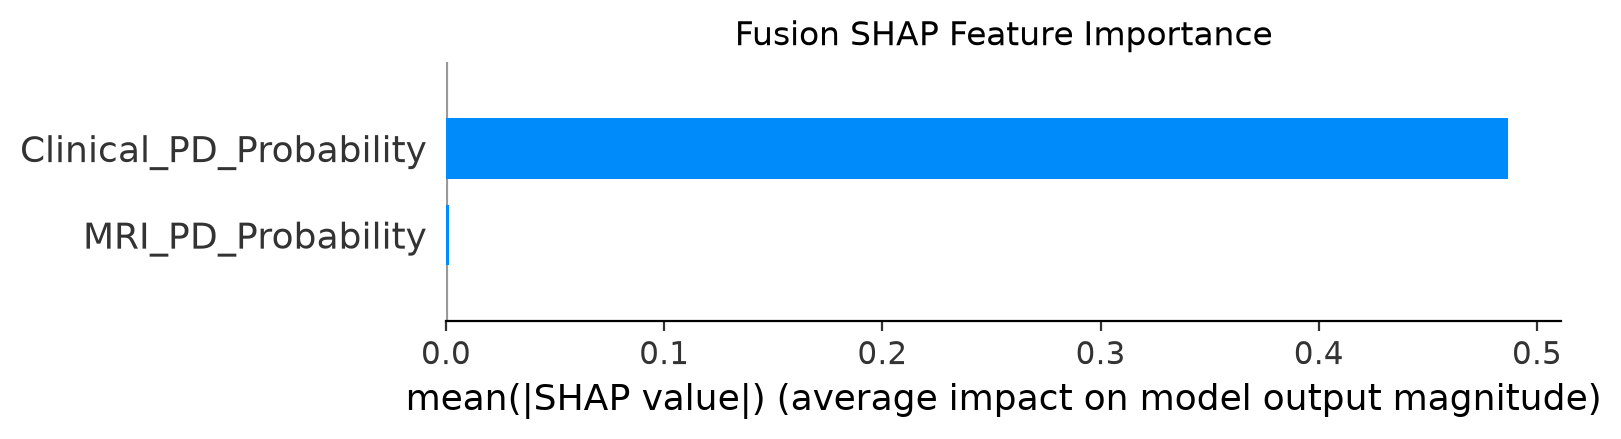 Fusion SHAP Feature Importance
Clinical_PD_Probability
MRI_PD_Probability
0.0 0.1 0.2 0.3 0.4 0.5
mean(|SHAP value|) (average impact on model output magnitude)